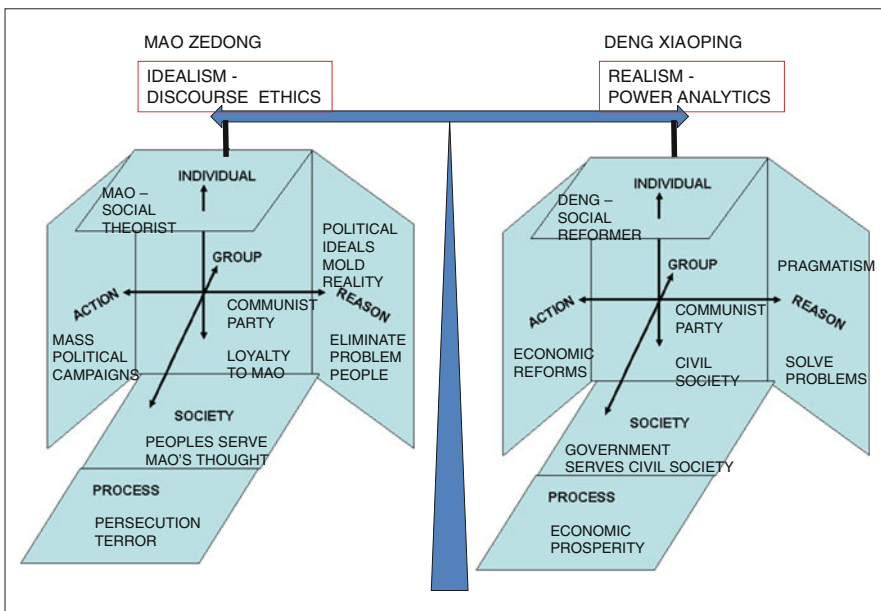 MAO ZEDONG
IDEALISM -
DISCOURSE ETHICS
INDIVIDUAL
MAO –
SOCIAL
THEORIST
POLITICAL
IDEALS
MOLD
REALITY
GROUP
ACTION
REASON
COMMUNIST
PARTY
MASS
POLITICAL
CAMPAIGNS
LOYALTY
TO MAO
ELIMINATE
PROBLEM
PEOPLE
SOCIETY
PEOPLES SERVE
MAO'S THOUGHT
PROCESS
PERSECUTION
TERROR
DENG XIAOPING
REALISM -
POWER ANALYTICS
INDIVIDUAL
DENG –
SOCIAL
REFORMER
GROUP
PRAGMATISM
ACTION
REASON
COMMUNIST
PARTY
ECONOMIC
REFORMS
CIVIL
SOCIETY
SOLVE
PROBLEMS
SOCIETY
GOVERNMENT
SERVES CIVIL SOCIETY
PROCESS
ECONOMIC
PROSPERITY